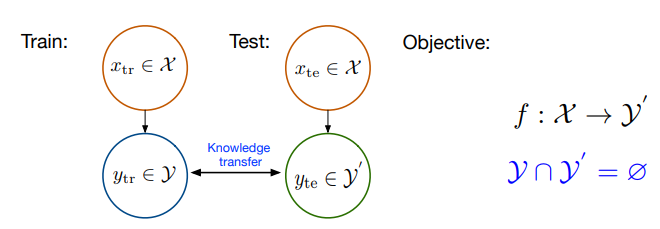 Train:
Test:
Objective:
x_tr ∈ 𝒳
x_te ∈ 𝒳
f : 𝒳 → 𝒴′
Knowledge
transfer
y_tr ∈ 𝒴
y_te ∈ 𝒴′
𝒴 ∩ 𝒴′ = ∅